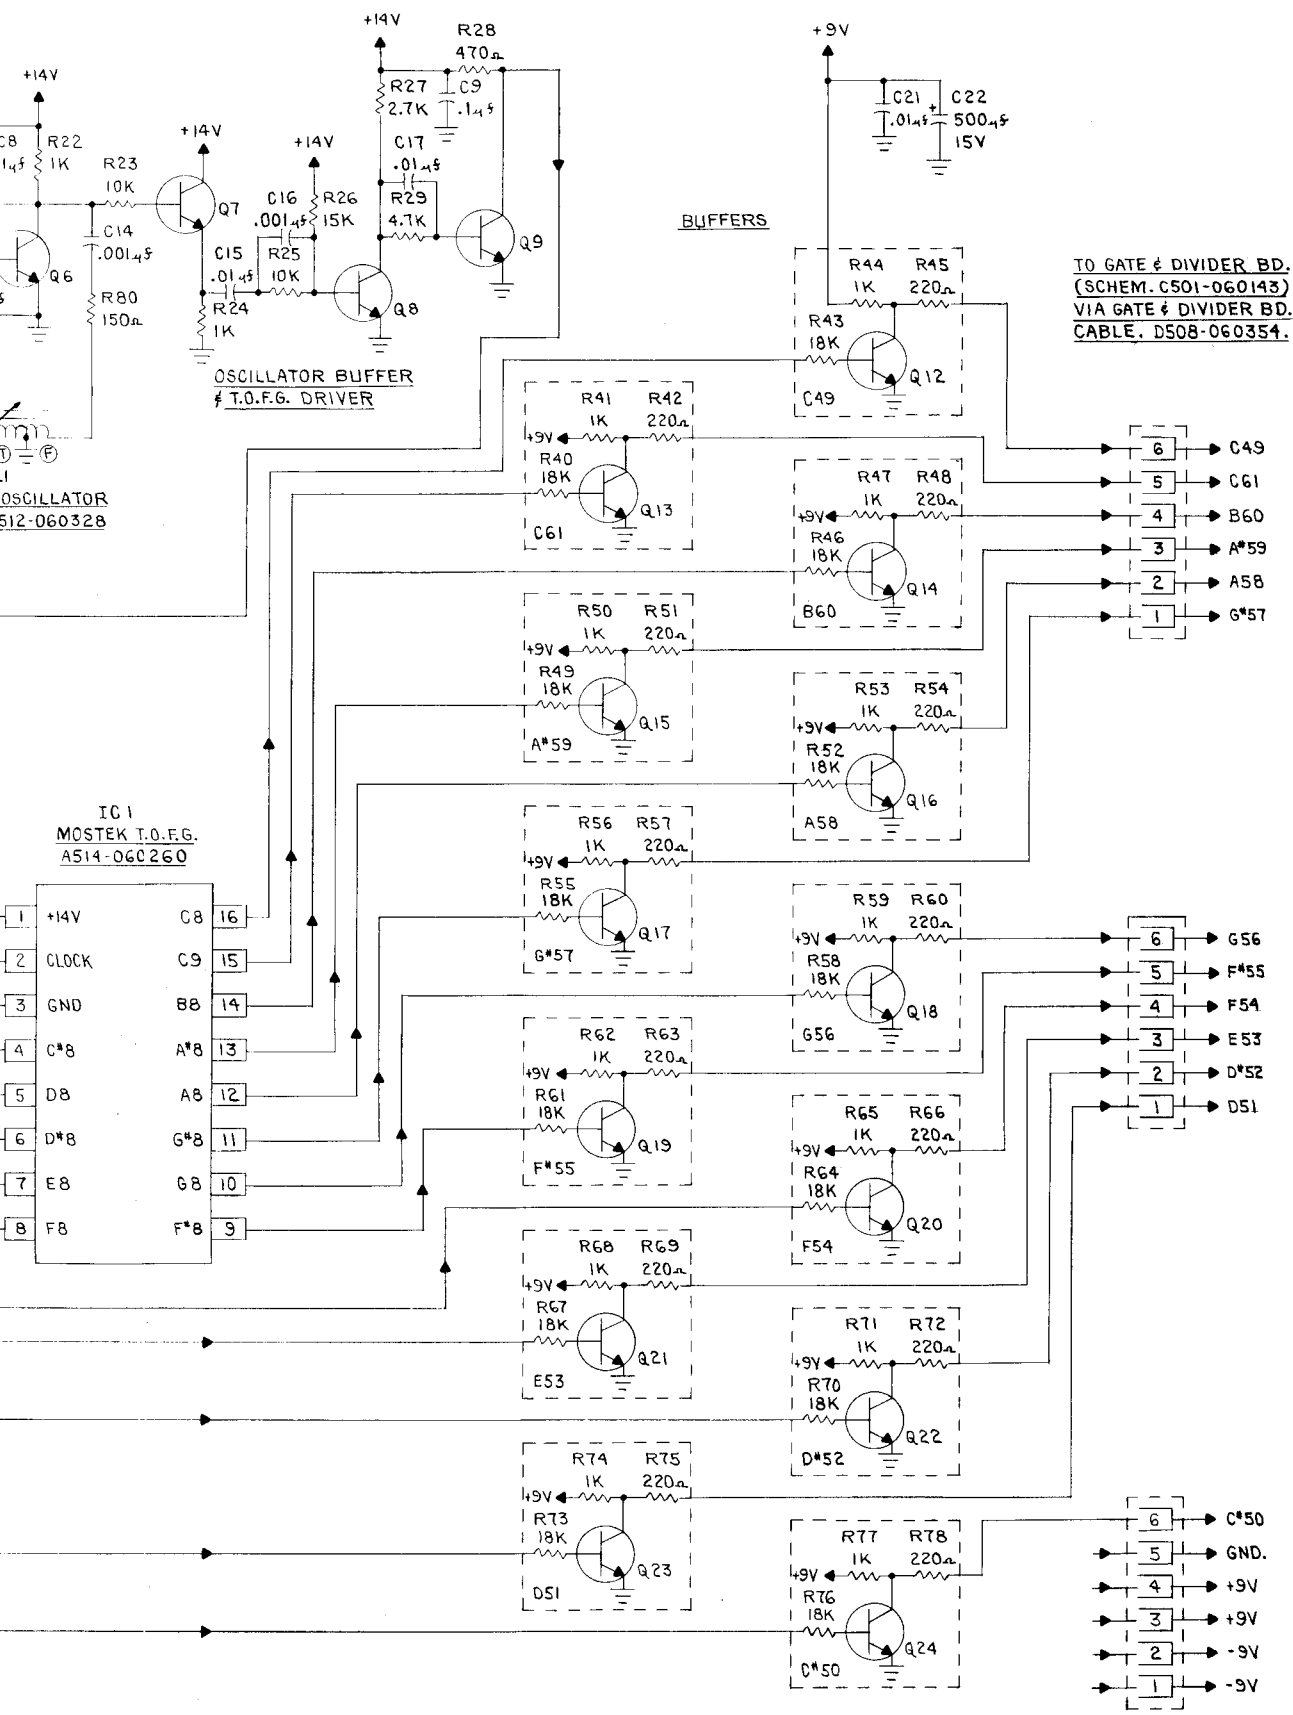 +14V
R28
470Ω
+9V
+14V
R27
2.7K
C9
.1µf
C21
.01µf
+
C22
500µf
15V
C8
R22
1K
+14V
R23
10K
+14V
C17
.01µf
Q7
C16
.001µf
R26
15K
R29
4.7K
Q9
C14
.001µf
C15
.01µf
R25
10K
Q6
R24
1K
Q8
R80
150Ω
BUFFERS
OSCILLATOR BUFFER
& T.O.F.G. DRIVER
F
OSCILLATOR
512-060328
TO GATE & DIVIDER BD.
(SCHEM. C501-060143)
VIA GATE & DIVIDER BD.
CABLE. D508-060354.
R44
1K
R45
220Ω
R43
18K
Q12
C49
R41
1K
R42
220Ω
+9V
R40
18K
Q13
C61
R47
1K
R48
220Ω
+9V
R46
18K
Q14
B60
R50
1K
R51
220Ω
+9V
R49
18K
Q15
A#59
R53
1K
R54
220Ω
+9V
R52
18K
Q16
A58
R56
1K
R57
220Ω
+9V
R55
18K
Q17
G#57
R59
1K
R60
220Ω
+9V
R58
18K
Q18
G56
R62
1K
R63
220Ω
+9V
R61
18K
Q19
F#55
R65
1K
R66
220Ω
+9V
R64
18K
Q20
F54
R68
1K
R69
220Ω
+9V
R67
18K
Q21
E53
R71
1K
R72
220Ω
+9V
R70
18K
Q22
D#52
R74
1K
R75
220Ω
+9V
R73
18K
Q23
D51
R77
1K
R78
220Ω
+9V
R76
18K
Q24
C#50
6 C49
5 C61
4 B60
3 A#59
2 A58
1 G#57
IC1
MOSTEK T.O.F.G.
A514-060260
1 +14V C8 16
2 CLOCK C9 15
3 GND B8 14
4 C#8 A#8 13
5 D8 A8 12
6 D#8 G#8 11
7 E8 G8 10
8 F8 F#8 9
6 G56
5 F#55
4 F54
3 E53
2 D#52
1 D51
6 C#50
5 GND.
4 +9V
3 +9V
2 -9V
1 -9V